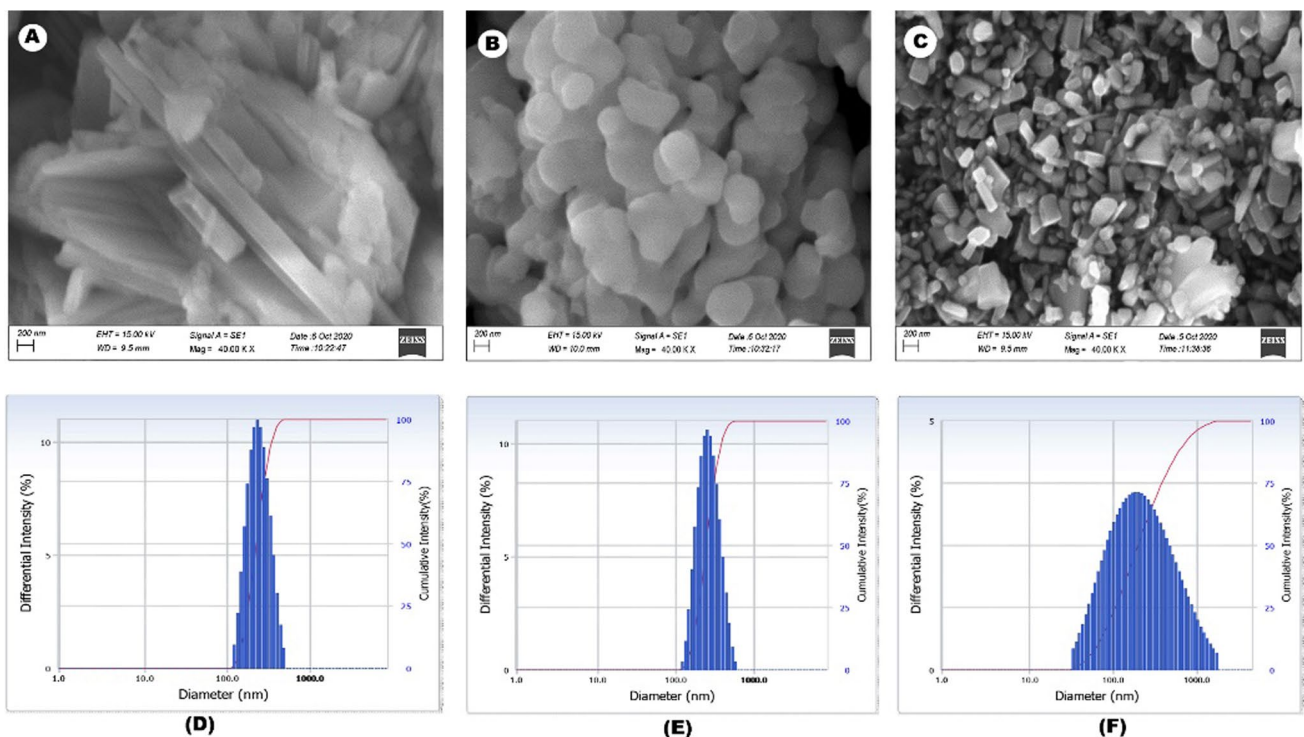 A
200 nm
EHT = 15.00 kV
Signal A = SE1
Date :6 Oct 2020
WD = 9.5 mm
Mag = 40.00 K X
Time :10:22:47
ZEISS
B
200 nm
EHT = 15.00 kV
Signal A = SE1
Date :6 Oct 2020
WD = 10.0 mm
Mag = 40.00 K X
Time :10:32:17
ZEISS
C
200 nm
EHT = 15.00 kV
Signal A = SE1
Date :5 Oct 2020
WD = 9.5 mm
Mag = 40.00 K X
Time :11:38:36
ZEISS
Differential Intensity (%)
10
5
0
100
75
50
25
0
Cumulative Intensity(%)
1.0 10.0 100.0 1000.0
Diameter (nm)
(D)
Differential Intensity (%)
10
5
0
100
75
50
25
0
Cumulative Intensity(%)
1.0 10.0 100.0 1000.0
Diameter (nm)
(E)
Differential Intensity (%)
5
0
100
75
50
25
0
Cumulative Intensity(%)
1.0 10.0 100.0 1000.0
Diameter (nm)
(F)